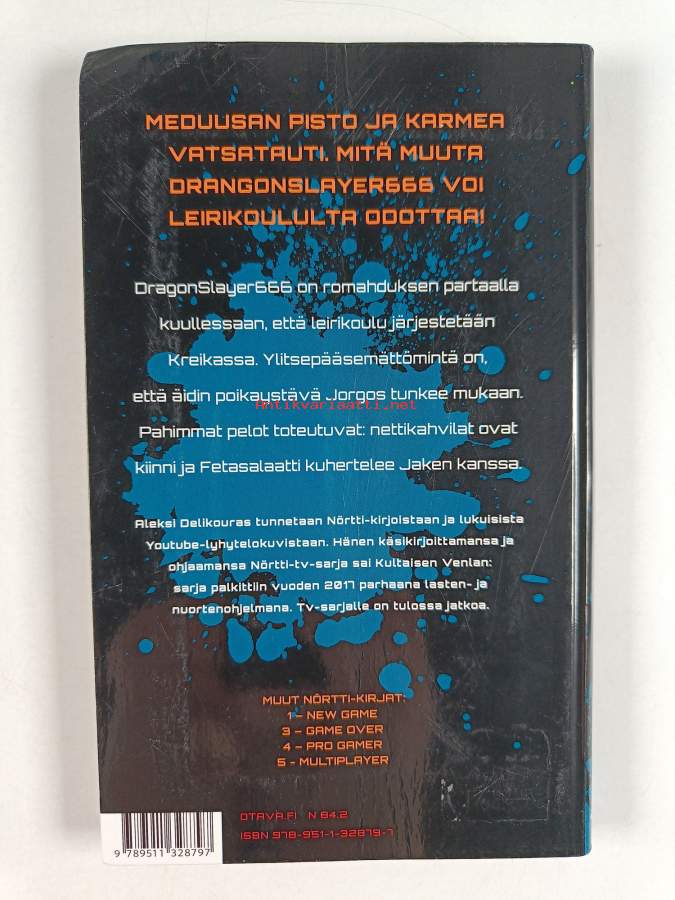 MEDUUSAN PISTO JA KARMEA
VATSATAUTI. MITÄ MUUTA
DRANGONSLAYER666 VOI
LEIRIKOULULTA ODOTTAA!
DragonSlayer666 on romahduksen partaalla
kuullessaan, että leirikoulu järjestetään
Kreikassa. Ylitsepääsemättömintä on,
että äidin poikaystävä Jorgos tunkee mukaan.
Antikvariaatti.net
Pahimmat pelot toteutuvat: nettikahvilat ovat
kiinni ja Fetasalaatti kuhertelee Jaken kanssa.
Aleksi Delikouras tunnetaan Nörtti-kirjoistaan ja lukuisista
Youtube-lyhytelokuvistaan. Hänen käsikirjoittamansa ja
ohjaamansa Nörtti-tv-sarja sai Kultaisen Venlan:
sarja palkittiin vuoden 2017 parhaana lasten- ja
nuortenohjelmana. Tv-sarjalle on tulossa jatkoa.
MUUT NÖRTTI-KIRJAT:
1 – NEW GAME
3 – GAME OVER
4 – PRO GAMER
5 - MULTIPLAYER
OTAVA.FI N 84.2
ISBN 978-951-1-32879-7
9 789511 328797